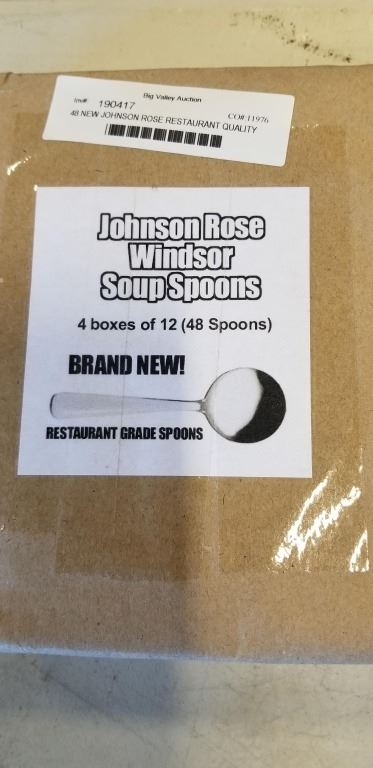 Big Valley Auction
Inv#: 190417 CO# 11976
48 NEW JOHNSON ROSE RESTAURANT QUALITY
Johnson Rose
Windsor
Soup Spoons
4 boxes of 12 (48 Spoons)
BRAND NEW!
RESTAURANT GRADE SPOONS